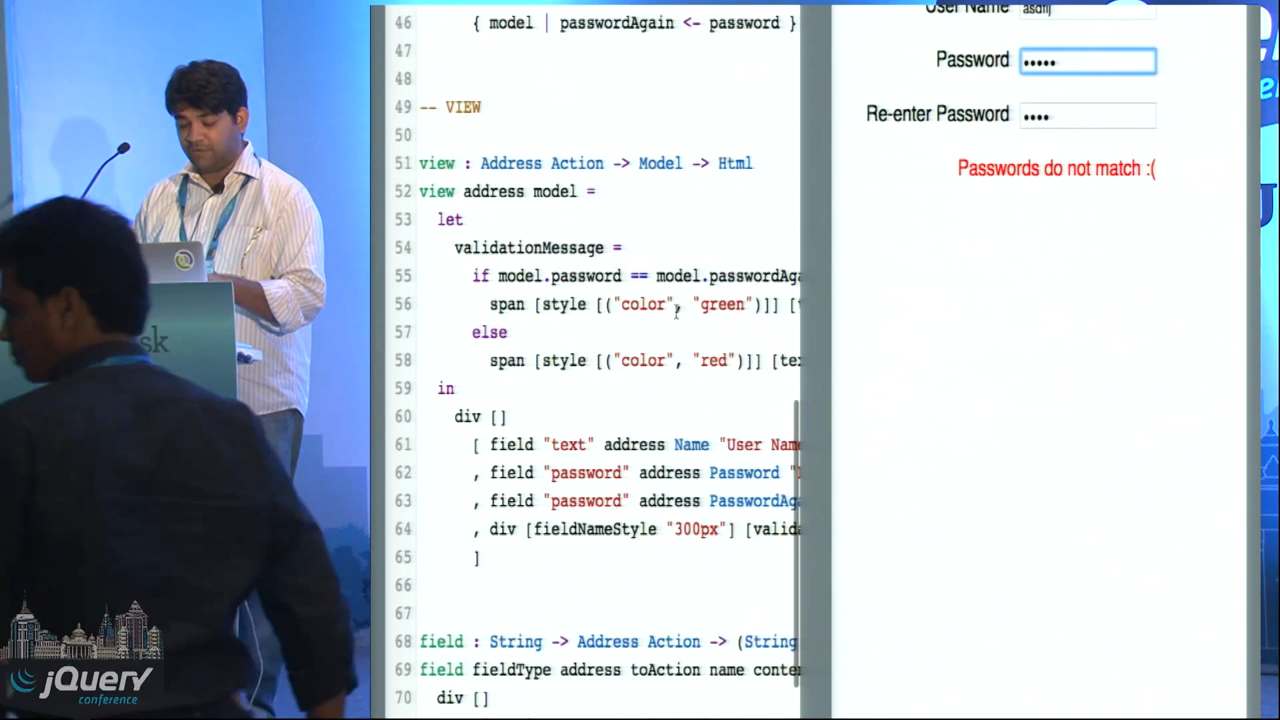 46 { model | passwordAgain <- password }
47
48
49 -- VIEW
50
51 view : Address Action -> Model -> Html
52 view address model =
53 let
54 validationMessage =
55 if model.password == model.passwordAga
56 span [style [("color", "green")]] [t
57 else
58 span [style [("color", "red")]] [te
59 in
60 div []
61 [ field "text" address Name "User Nam
62 , field "password" address Password "
63 , field "password" address PasswordAg
64 , div [fieldNameStyle "300px"] [valid
65 ]
66
67
68 field : String -> Address Action -> (String
69 field fieldType address toAction name conte
70 div []
User Name
Password •••••
Re-enter Password ••••
Passwords do not match :(
sk
jQuery
conference